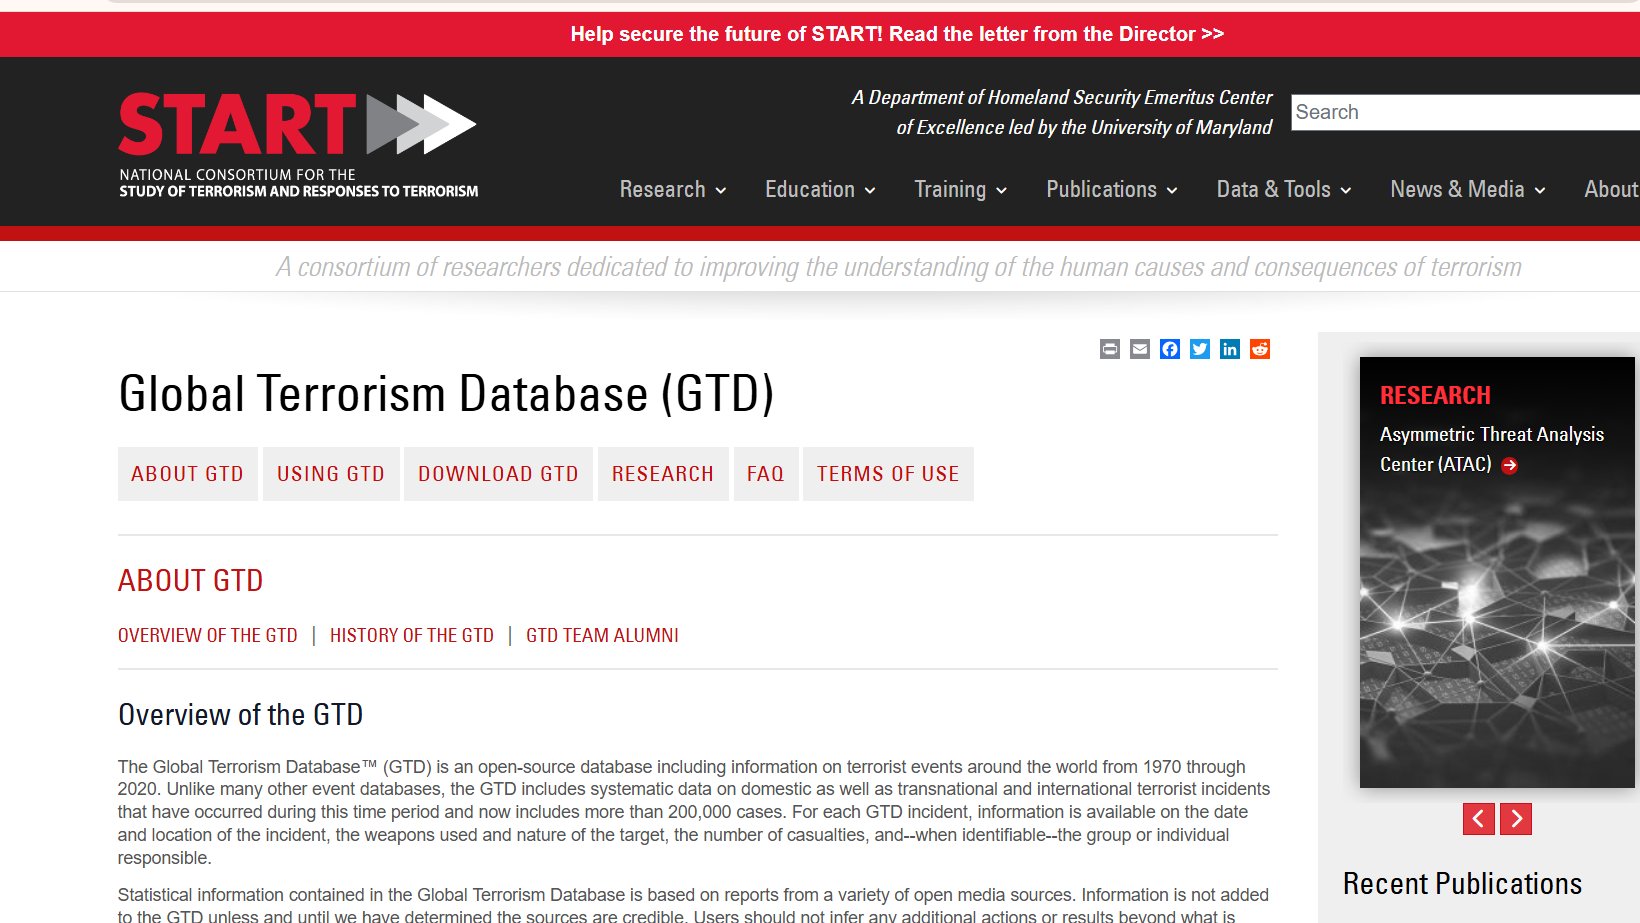 Help secure the future of START! Read the letter from the Director >>
START
NATIONAL CONSORTIUM FOR THE
STUDY OF TERRORISM AND RESPONSES TO TERRORISM
A Department of Homeland Security Emeritus Center
of Excellence led by the University of Maryland
Search
Research Education Training Publications Data & Tools News & Media About
A consortium of researchers dedicated to improving the understanding of the human causes and consequences of terrorism
Global Terrorism Database (GTD)
ABOUT GTD USING GTD DOWNLOAD GTD RESEARCH FAQ TERMS OF USE
ABOUT GTD
OVERVIEW OF THE GTD | HISTORY OF THE GTD | GTD TEAM ALUMNI
Overview of the GTD
The Global Terrorism Database™ (GTD) is an open-source database including information on terrorist events around the world from 1970 through
2020. Unlike many other event databases, the GTD includes systematic data on domestic as well as transnational and international terrorist incidents
that have occurred during this time period and now includes more than 200,000 cases. For each GTD incident, information is available on the date
and location of the incident, the weapons used and nature of the target, the number of casualties, and--when identifiable--the group or individual
responsible.
Statistical information contained in the Global Terrorism Database is based on reports from a variety of open media sources. Information is not added
to the GTD unless and until we have determined the sources are credible. Users should not infer any additional actions or results beyond what is
RESEARCH
Asymmetric Threat Analysis
Center (ATAC)
Recent Publications